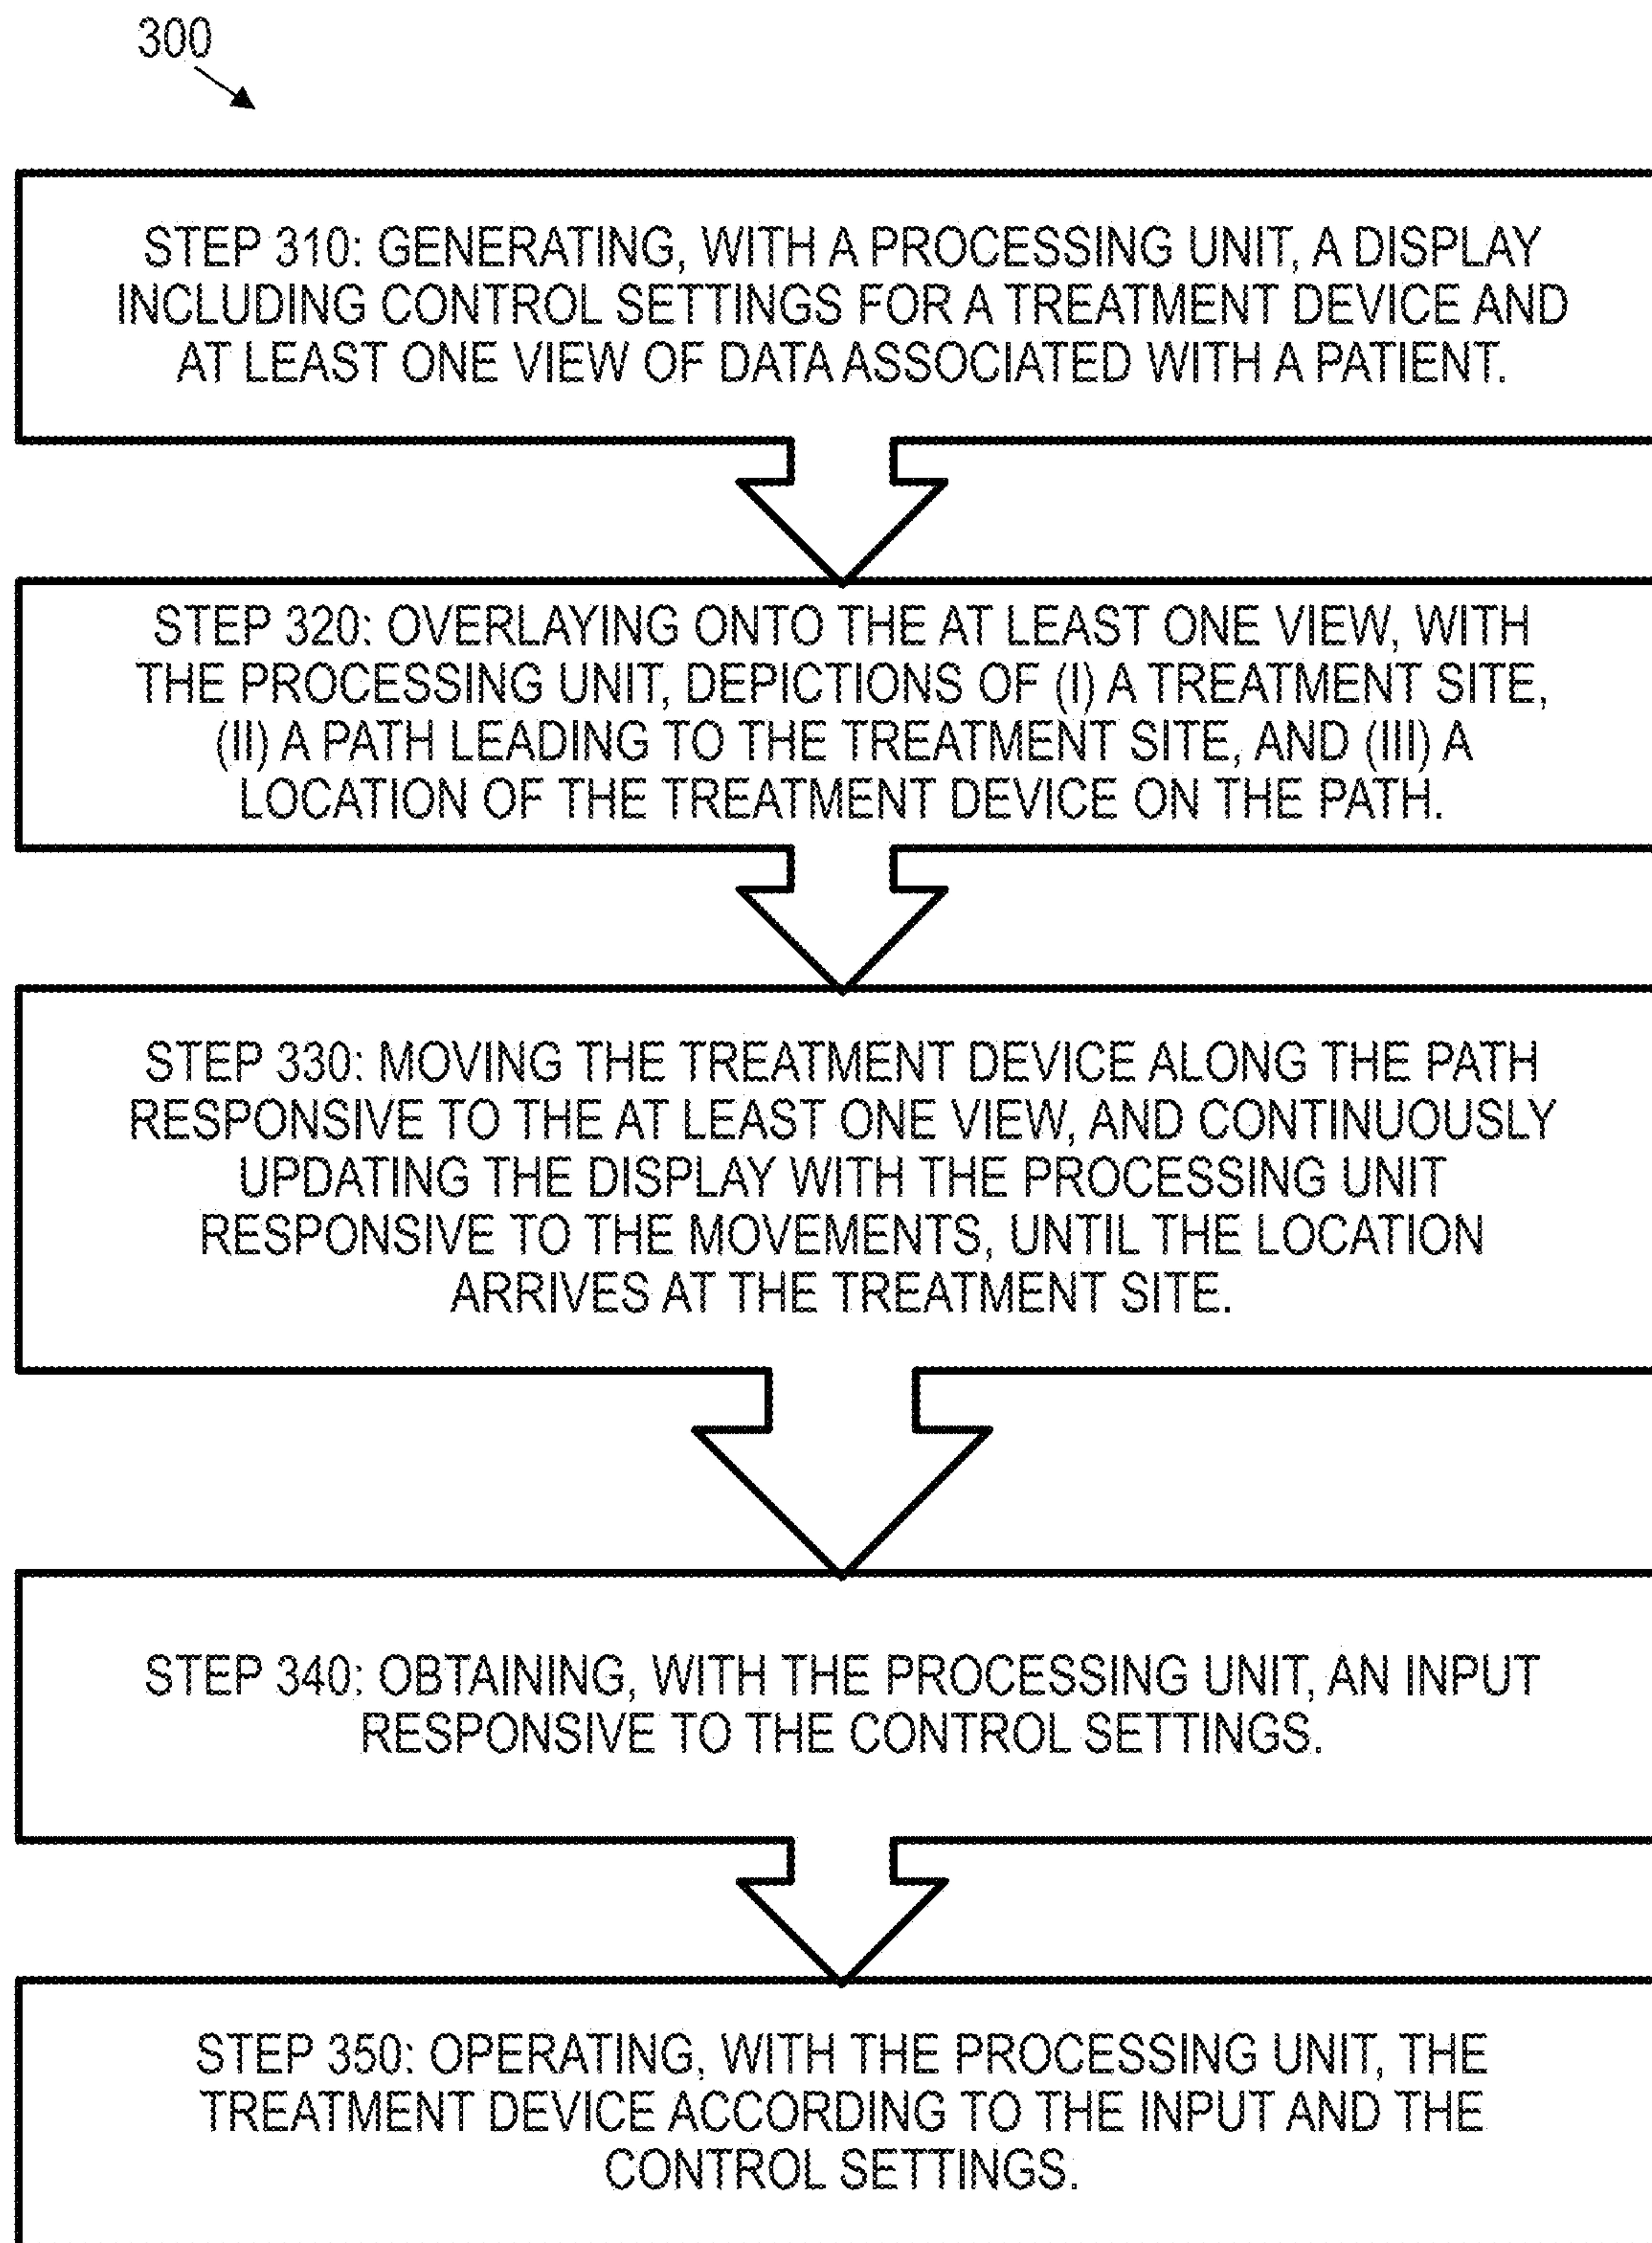 300
STEP 310: GENERATING, WITH A PROCESSING UNIT, A DISPLAY
INCLUDING CONTROL SETTINGS FOR A TREATMENT DEVICE AND
AT LEAST ONE VIEW OF DATA ASSOCIATED WITH A PATIENT.
STEP 320: OVERLAYING ONTO THE AT LEAST ONE VIEW, WITH
THE PROCESSING UNIT, DEPICTIONS OF (I) A TREATMENT SITE,
(II) A PATH LEADING TO THE TREATMENT SITE, AND (III) A
LOCATION OF THE TREATMENT DEVICE ON THE PATH.
STEP 330: MOVING THE TREATMENT DEVICE ALONG THE PATH
RESPONSIVE TO THE AT LEAST ONE VIEW, AND CONTINUOUSLY
UPDATING THE DISPLAY WITH THE PROCESSING UNIT
RESPONSIVE TO THE MOVEMENTS, UNTIL THE LOCATION
ARRIVES AT THE TREATMENT SITE.
STEP 340: OBTAINING, WITH THE PROCESSING UNIT, AN INPUT
RESPONSIVE TO THE CONTROL SETTINGS.
STEP 350: OPERATING, WITH THE PROCESSING UNIT, THE
TREATMENT DEVICE ACCORDING TO THE INPUT AND THE
CONTROL SETTINGS.